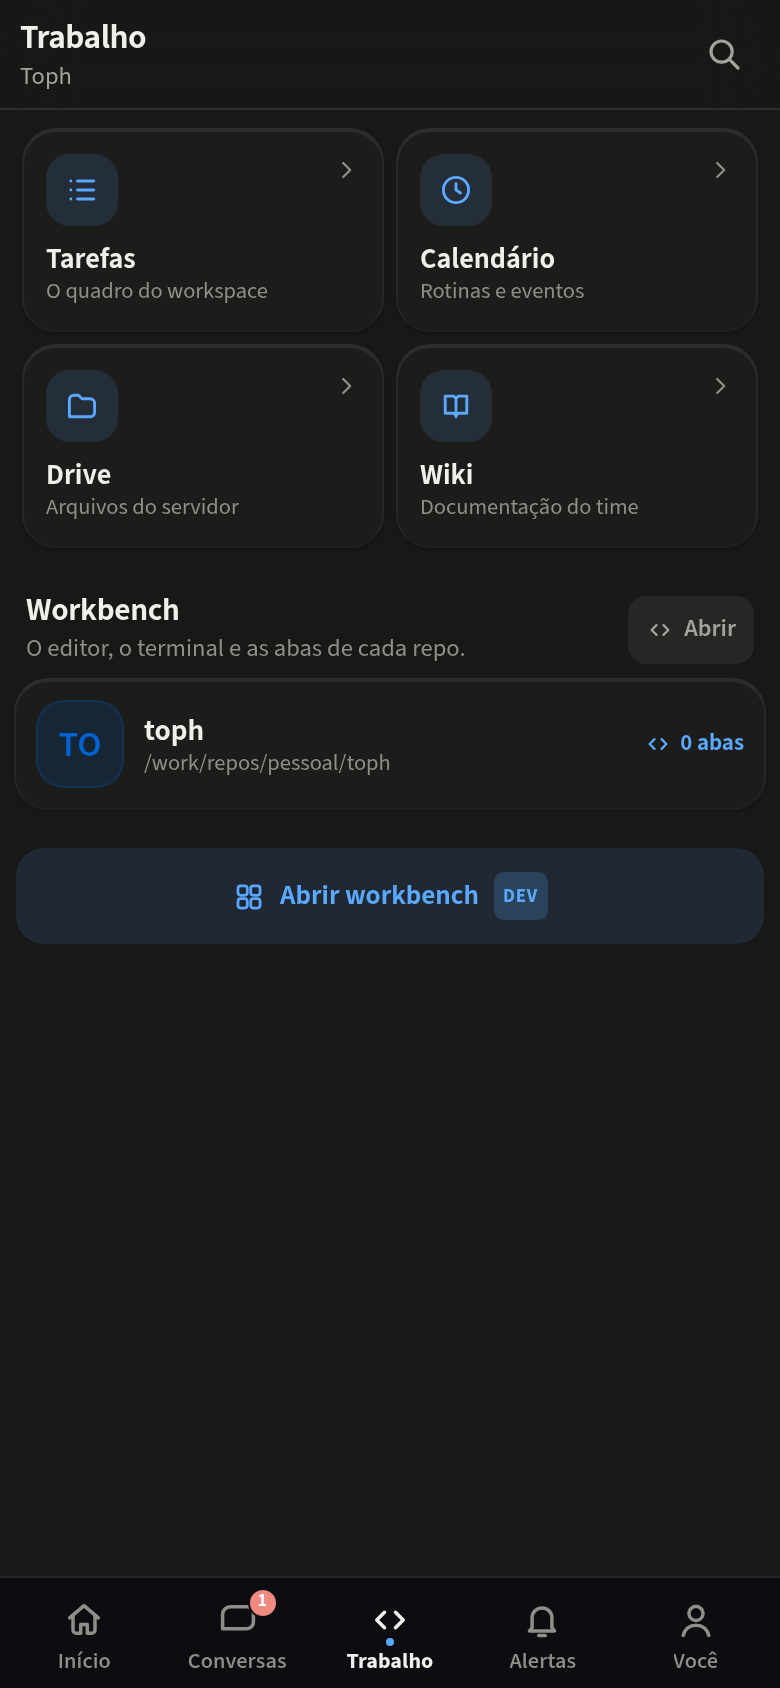 Trabalho
Toph
Tarefas
O quadro do workspace
Calendário
Rotinas e eventos
Drive
Arquivos do servidor
Wiki
Documentação do time
Workbench
O editor, o terminal e as abas de cada repo.
Abrir
TO
toph
/work/repos/pessoal/toph
0 abas
Abrir workbench DEV
1
Início
Conversas
Trabalho
Alertas
Você